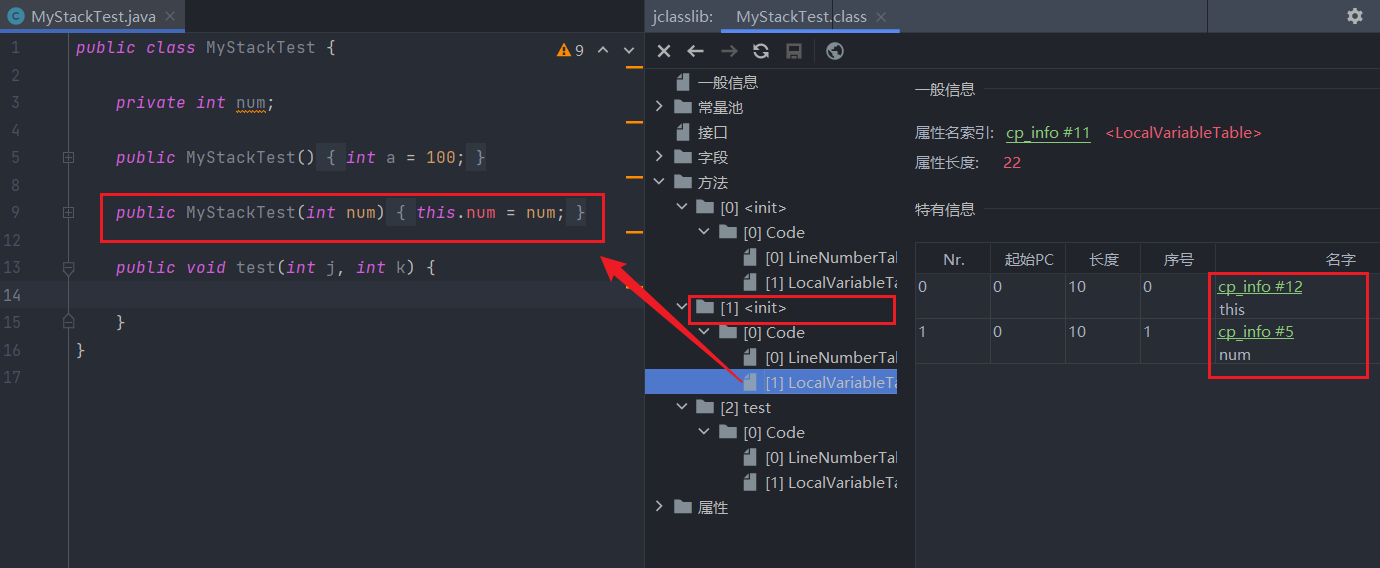 MyStackTest.java
1 public class MyStackTest {
9
2
3 private int num;
4
5 public MyStackTest() { int a = 100; }
8
9 public MyStackTest(int num) { this.num = num; }
12
13 public void test(int j, int k) {
14
15 }
16 }
17
jclasslib: MyStackTest.class
一般信息
常量池
接口
字段
方法
[0] <init>
[0] Code
[0] LineNumberTal
[1] LocalVariableTa
[1] <init>
[0] Code
[0] LineNumberTal
[1] LocalVariableTa
[2] test
[0] Code
[0] LineNumberTal
[1] LocalVariableTa
属性
一般信息
属性名索引: cp_info #11 <LocalVariableTable>
属性长度: 22
特有信息
Nr. 起始PC 长度 序号 名字
0 0 10 0 cp_info #12
this
1 0 10 1 cp_info #5
num